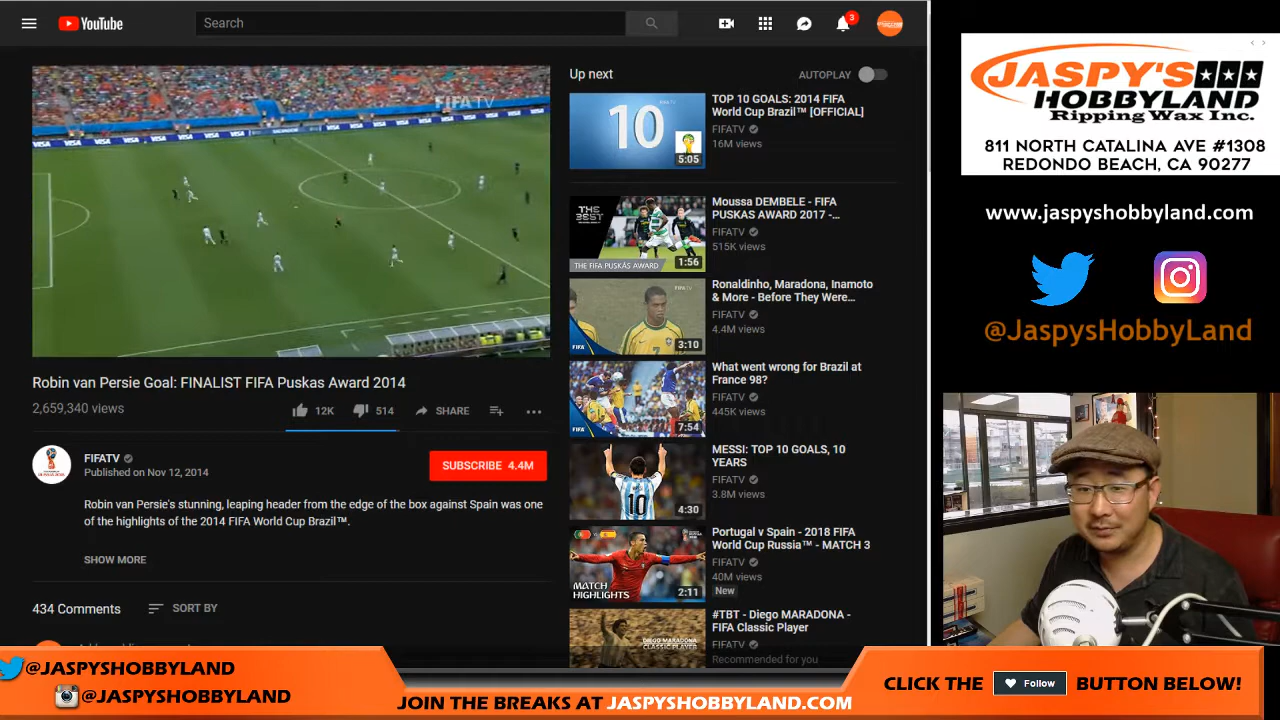 YouTube
Search
3
FIFA TV
VISA
Robin van Persie Goal: FINALIST FIFA Puskas Award 2014
2,659,340 views
12K
514
SHARE
FIFATV
Published on Nov 12, 2014
SUBSCRIBE 4.4M
Robin van Persie's stunning, leaping header from the edge of the box against Spain was one
of the highlights of the 2014 FIFA World Cup Brazil™.
SHOW MORE
434 Comments
SORT BY
Up next
AUTOPLAY
10
5:05
TOP 10 GOALS: 2014 FIFA
World Cup Brazil™ [OFFICIAL]
FIFATV
16M views
THE BEST
THE FIFA PUSKÁS AWARD
1:56
Moussa DEMBELE - FIFA
PUSKAS AWARD 2017 -...
FIFATV
515K views
3:10
Ronaldinho, Maradona, Inamoto
& More - Before They Were...
FIFATV
4.4M views
7:54
What went wrong for Brazil at
France 98?
FIFATV
445K views
10
4:30
MESSI: TOP 10 GOALS, 10
YEARS
FIFATV
3.8M views
MATCH
HIGHLIGHTS
2:11
Portugal v Spain - 2018 FIFA
World Cup Russia™ - MATCH 3
FIFATV
40M views
New
DIEGO MARADONA
CLASSIC PLAYER
#TBT - Diego MARADONA -
FIFA Classic Player
FIFATV
Recommended for you
JASPY'S
HOBBYLAND
Ripping Wax Inc.
811 NORTH CATALINA AVE #1308
REDONDO BEACH, CA 90277
www.jaspyshobbyland.com
@JaspysHobbyLand
@JASPYSHOBBYLAND
@JASPYSHOBBYLAND
JOIN THE BREAKS AT JASPYSHOBBYLAND.COM
CLICK THE Follow BUTTON BELOW!